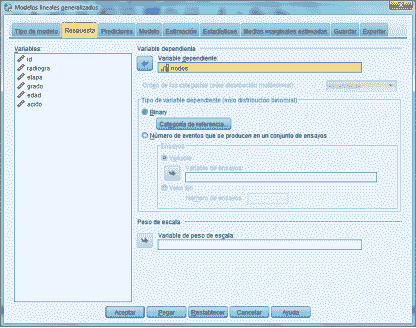 Modelos lineales generalizados
Tipo de modelo Respuesta Predictores Modelo Estimación Estadísticos Medias marginales estimadas Guardar Exportar
Variables:
id
radiogra
etapa
grado
edad
acido
Variable dependiente
Variable dependiente:
nodos
Orden de las categorías (sólo distribución multinomial):
Tipo de variable dependiente (sólo distribución binomial)
Binary
Categoría de referencia...
Número de eventos que se producen en un conjunto de ensayos
Ensayos
Variable
Variable de ensayos:
Valor fijo
Número de ensayos:
Peso de escala
Variable de peso de escala:
Aceptar Pegar Restablecer Cancelar Ayuda